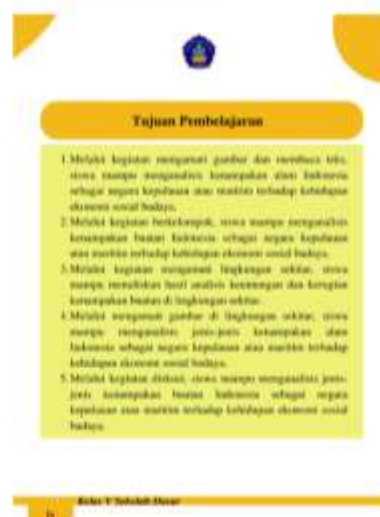 Tujuan Pembelajaran
1. Melalui kegiatan mengamati gambar dan membaca teks,
siswa mampu menganalisis kenampakan alam Indonesia
sebagai negara kepulauan atau maritim terhadap kehidupan
ekonomi sosial budaya.
2. Melalui kegiatan berkelompok, siswa mampu menganalisis
kenampakan buatan Indonesia sebagai negara kepulauan
atau maritim terhadap kehidupan ekonomi sosial budaya.
3. Melalui kegiatan mengamati lingkungan sekitar, siswa
mampu menuliskan hasil analisis keuntungan dan kerugian
kenampakan buatan di lingkungan sekitar.
4. Melalui mengamati gambar di lingkungan sekitar, siswa
mampu menganalisis jenis-jenis kenampakan alam
Indonesia sebagai negara kepulauan atau maritim terhadap
kehidupan ekonomi sosial budaya.
5. Melalui kegiatan diskusi, siswa mampu menganalisis jenis-
jenis kenampakan buatan Indonesia sebagai negara
kepulauan atau maritim terhadap kehidupan ekonomi sosial
budaya.
Kelas V Sekolah Dasar